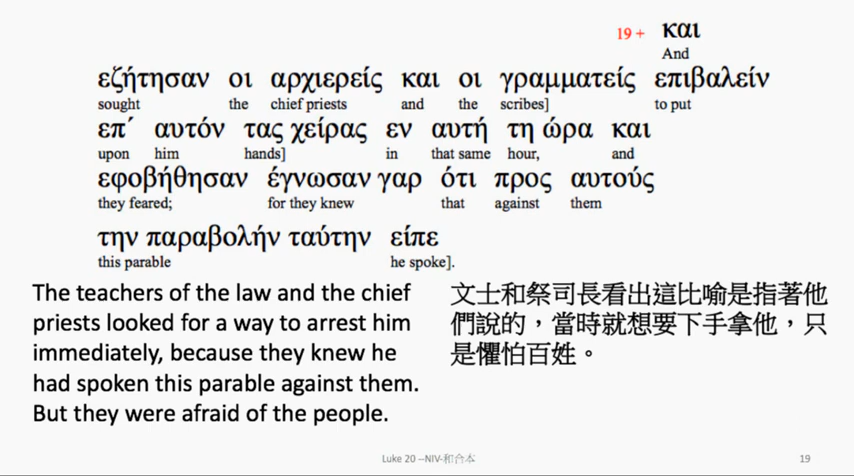 19 + και
And
εζήτησαν οι αρχιερείς και οι γραμματείς επιβαλείν
sought the chief priests and the scribes] to put
επ΄ αυτόν τας χείρας εν αυτή τη ώρα και
upon him hands] in that same hour, and
εφοβήθησαν έγνωσαν γαρ ότι προς αυτούς
they feared; for they knew that against them
την παραβολήν ταύτην είπε
this parable he spoke].
The teachers of the law and the chief
priests looked for a way to arrest him
immediately, because they knew he
had spoken this parable against them.
But they were afraid of the people.
文士和祭司長看出這比喻是指著他
們說的，當時就想要下手拿他，只
是懼怕百姓。
Luke 20 –NIV-和合本
19